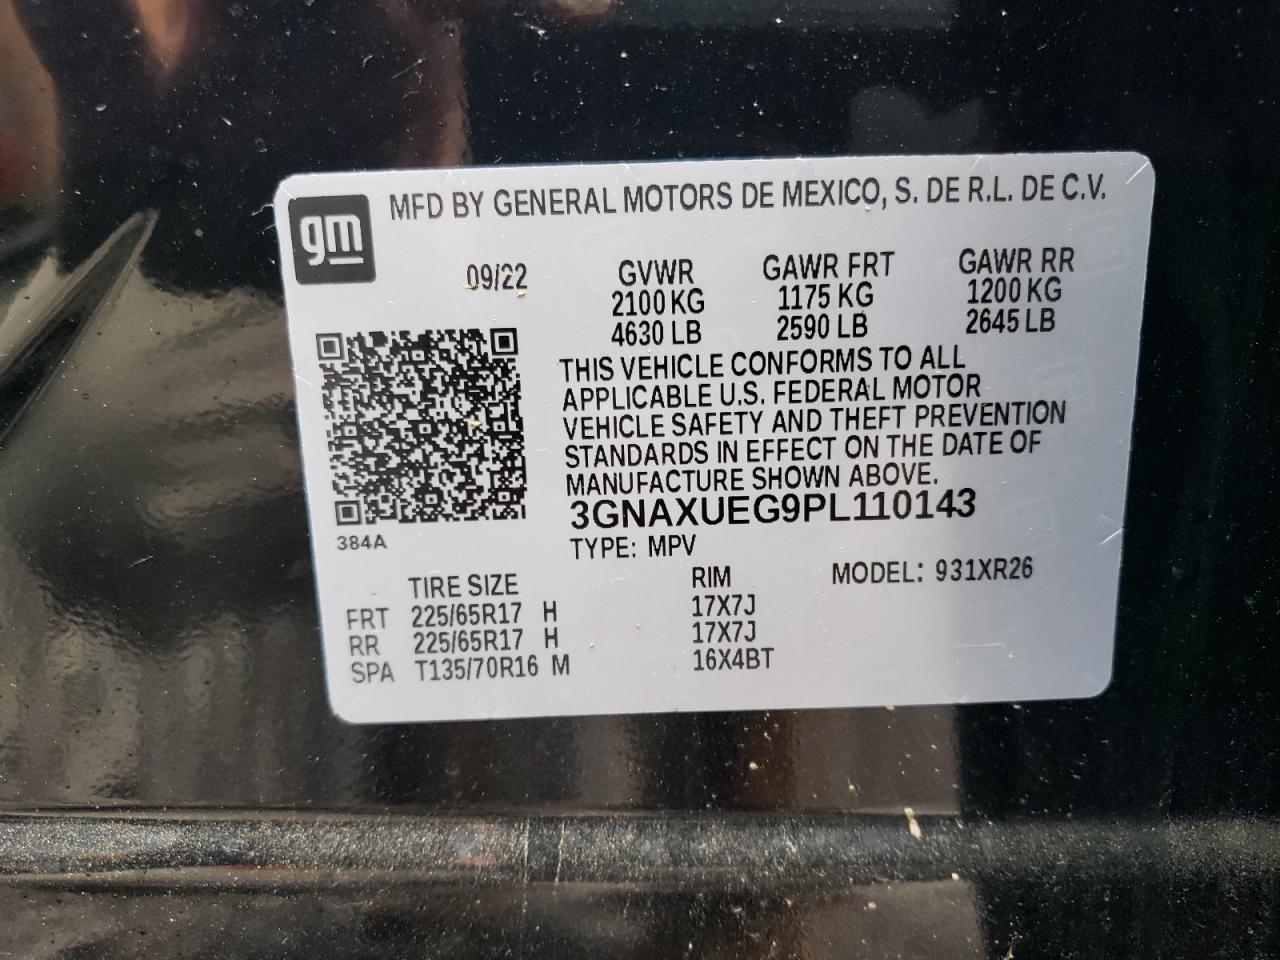 gm
MFD BY GENERAL MOTORS DE MEXICO, S. DE R.L. DE C.V.
09/22 GVWR GAWR FRT GAWR RR
2100 KG 1175 KG 1200 KG
4630 LB 2590 LB 2645 LB
THIS VEHICLE CONFORMS TO ALL
APPLICABLE U.S. FEDERAL MOTOR
VEHICLE SAFETY AND THEFT PREVENTION
STANDARDS IN EFFECT ON THE DATE OF
MANUFACTURE SHOWN ABOVE.
3GNAXUEG9PL110143
384A
TYPE: MPV
TIRE SIZE RIM MODEL: 931XR26
FRT 225/65R17 H 17X7J
RR 225/65R17 H 17X7J
SPA T135/70R16 M 16X4BT